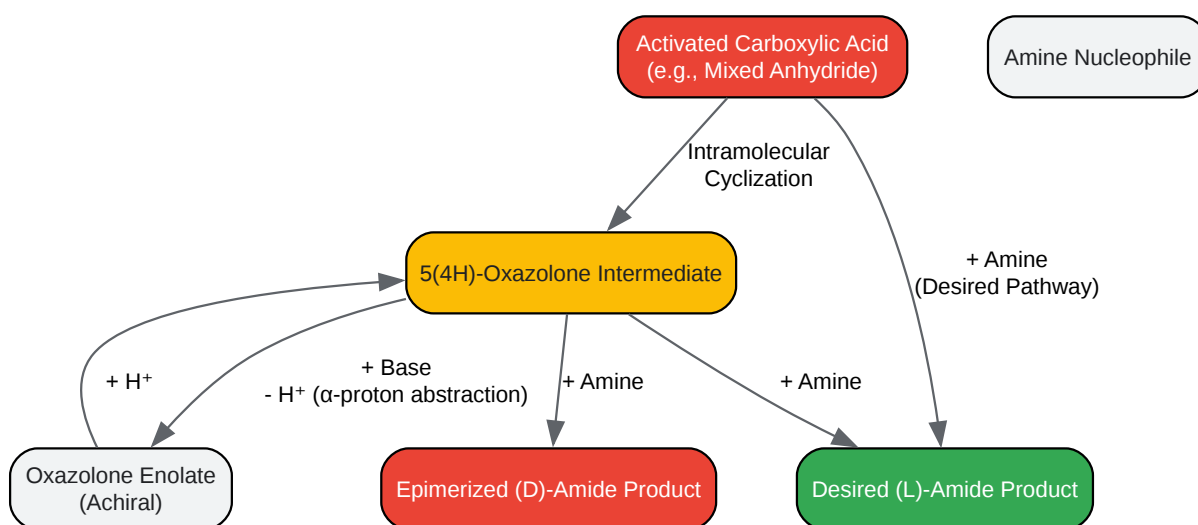 Activated Carboxylic Acid
(e.g., Mixed Anhydride)
Amine Nucleophile
Intramolecular
Cyclization
+ Amine
(Desired Pathway)
5(4H)-Oxazolone Intermediate
+ H⁺
+ Base
- H⁺ (α-proton abstraction)
+ Amine
+ Amine
Oxazolone Enolate
(Achiral)
Epimerized (D)-Amide Product
Desired (L)-Amide Product